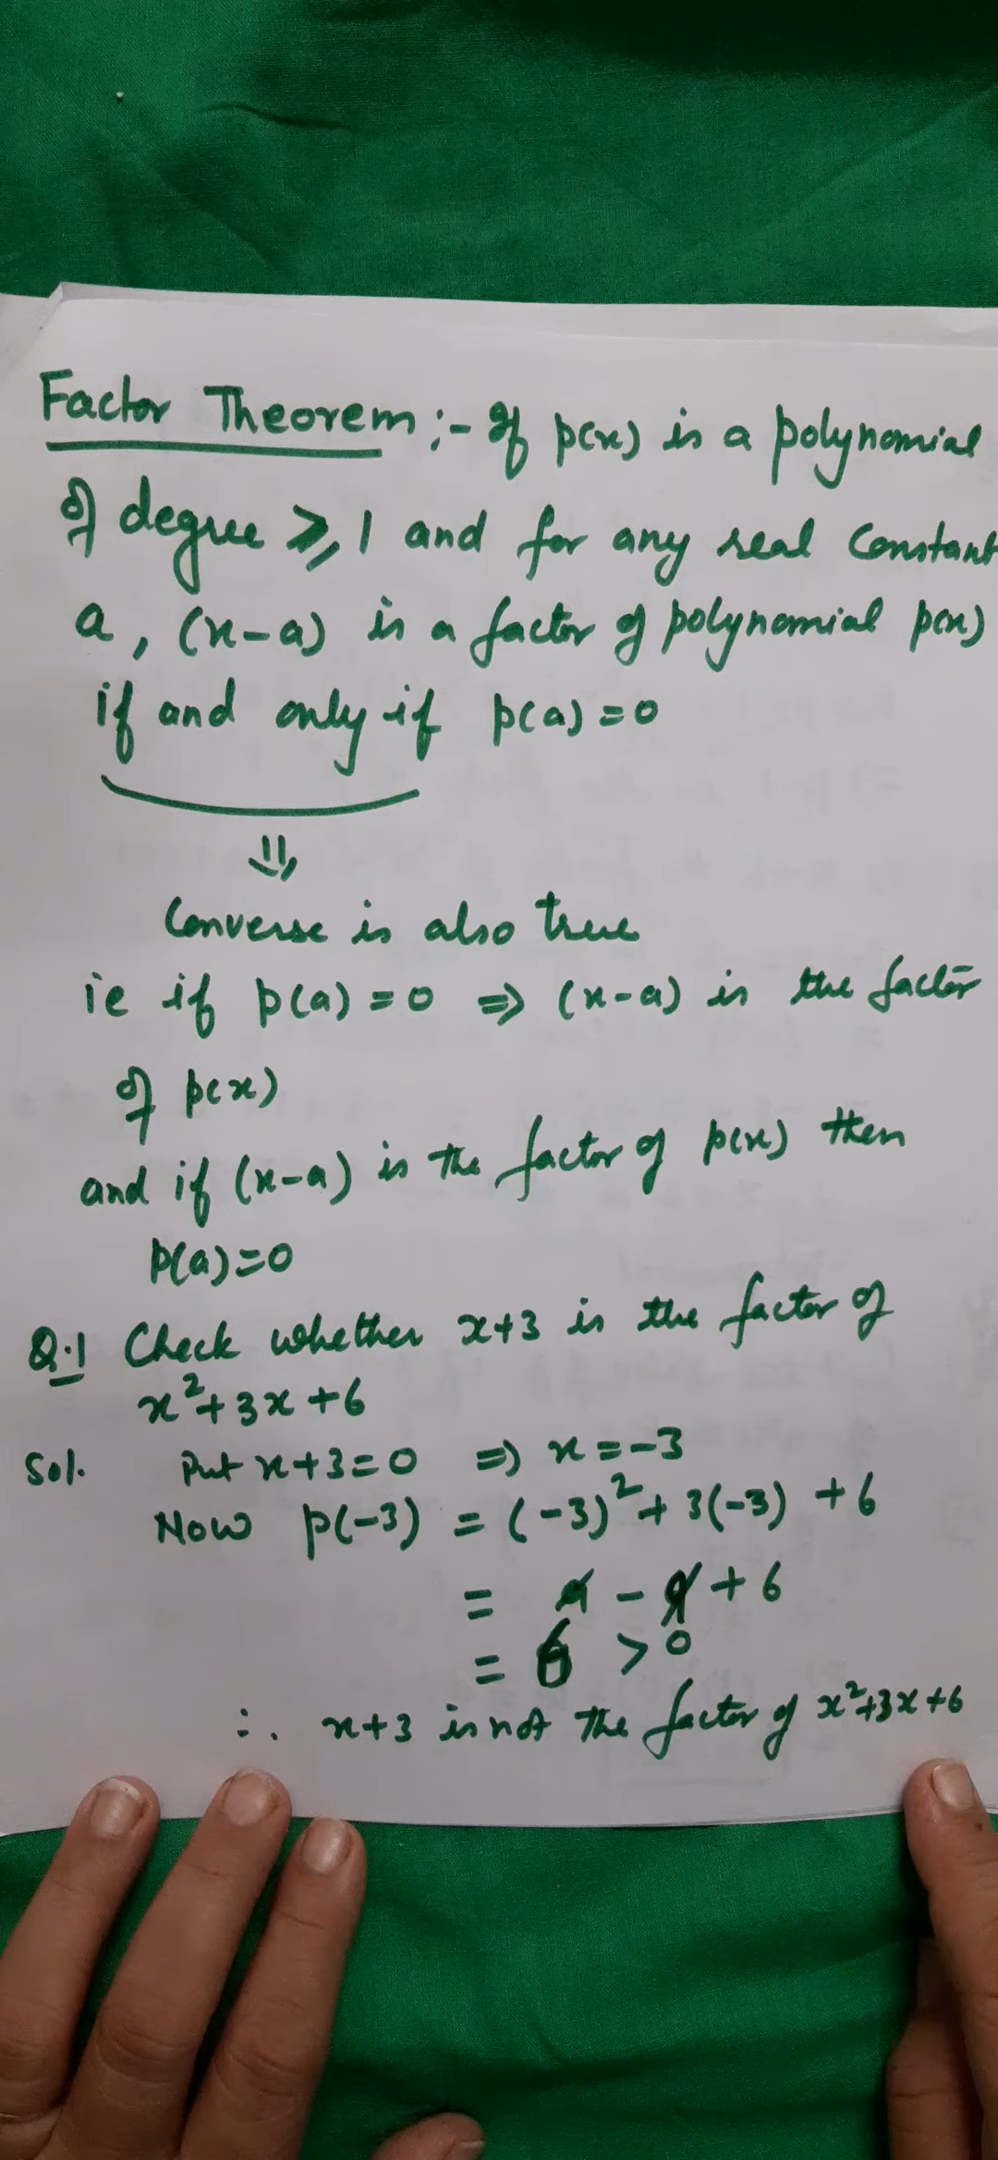 Factor Theorem :- If p(x) is a polynomial
of degree ≥ 1 and for any real Constant
a, (x-a) is a factor of polynomial p(x)
if and only if p(a) = 0
⇓
Converse is also true
ie if p(a) = 0 ⇒ (x-a) is the factor
of p(x)
and if (x-a) is the factor of p(x) then
p(a)=0
Q.1 Check whether x+3 is the factor of
x²+3x+6
Sol. Put x+3=0 ⇒ x=-3
Now p(-3) = (-3)²+ 3(-3) +6
= 9 - 9 + 6
= 6 > 0
∴ x+3 is not the factor of x²+3x+6